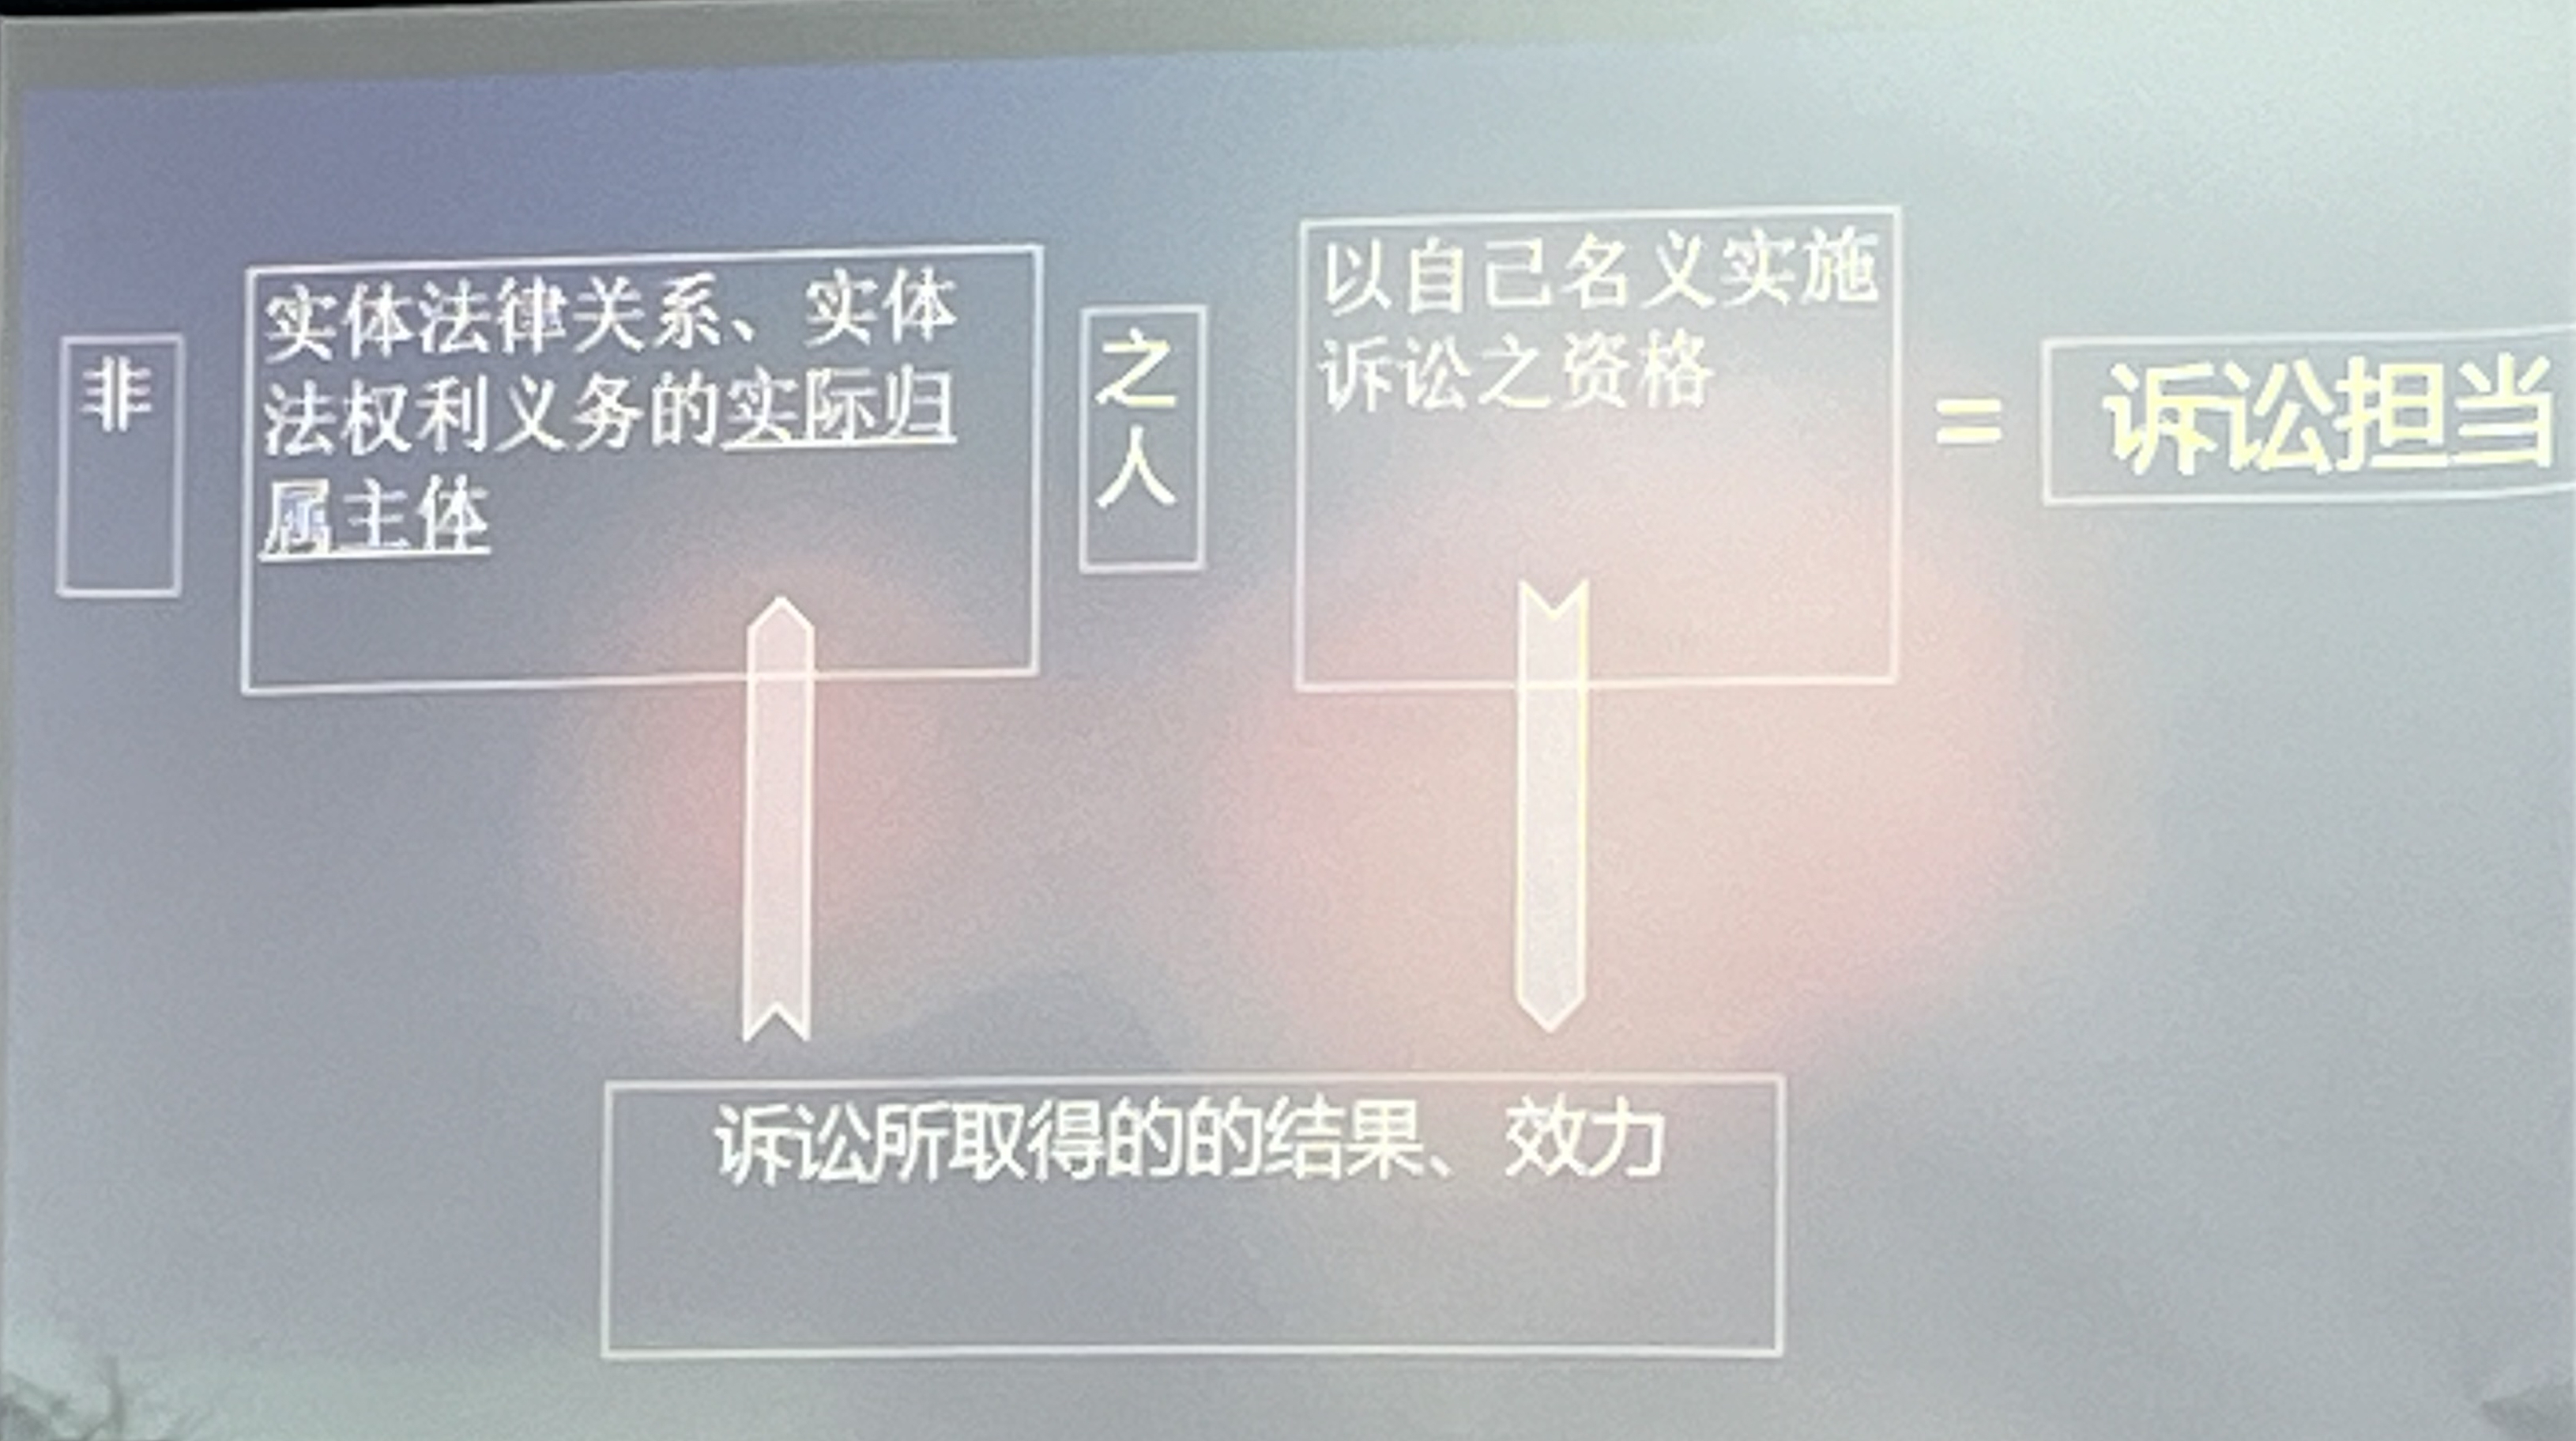 非
实体法律关系、实体
法权利义务的实际归
属主体
之
人
以自己名义实施
诉讼之资格
=
诉讼担当
诉讼所取得的的结果、效力